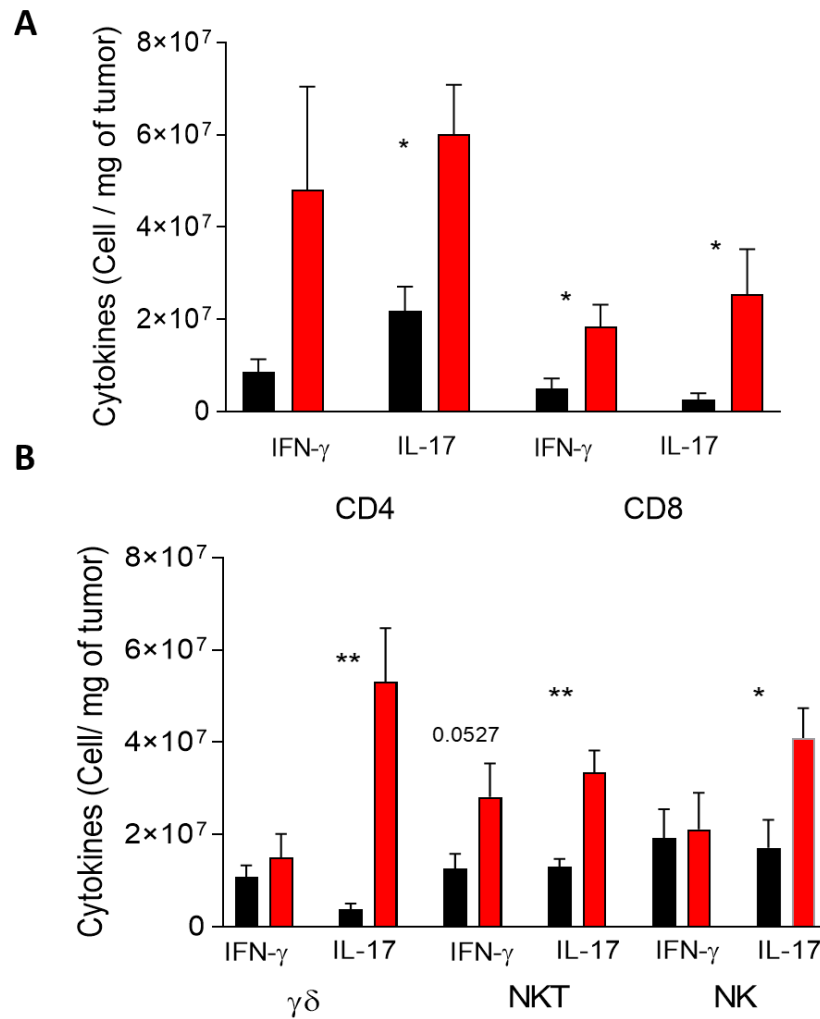 A
Cytokines (Cell / mg of tumor)
8×10⁷
6×10⁷
4×10⁷
2×10⁷
0
*
*
*
IFN-γ IL-17 IFN-γ IL-17
CD4 CD8
B
Cytokines (Cell/ mg of tumor)
8×10⁷
6×10⁷
4×10⁷
2×10⁷
0
**
0.0527
**
*
IFN-γ IL-17 IFN-γ IL-17 IFN-γ IL-17
γδ NKT NK